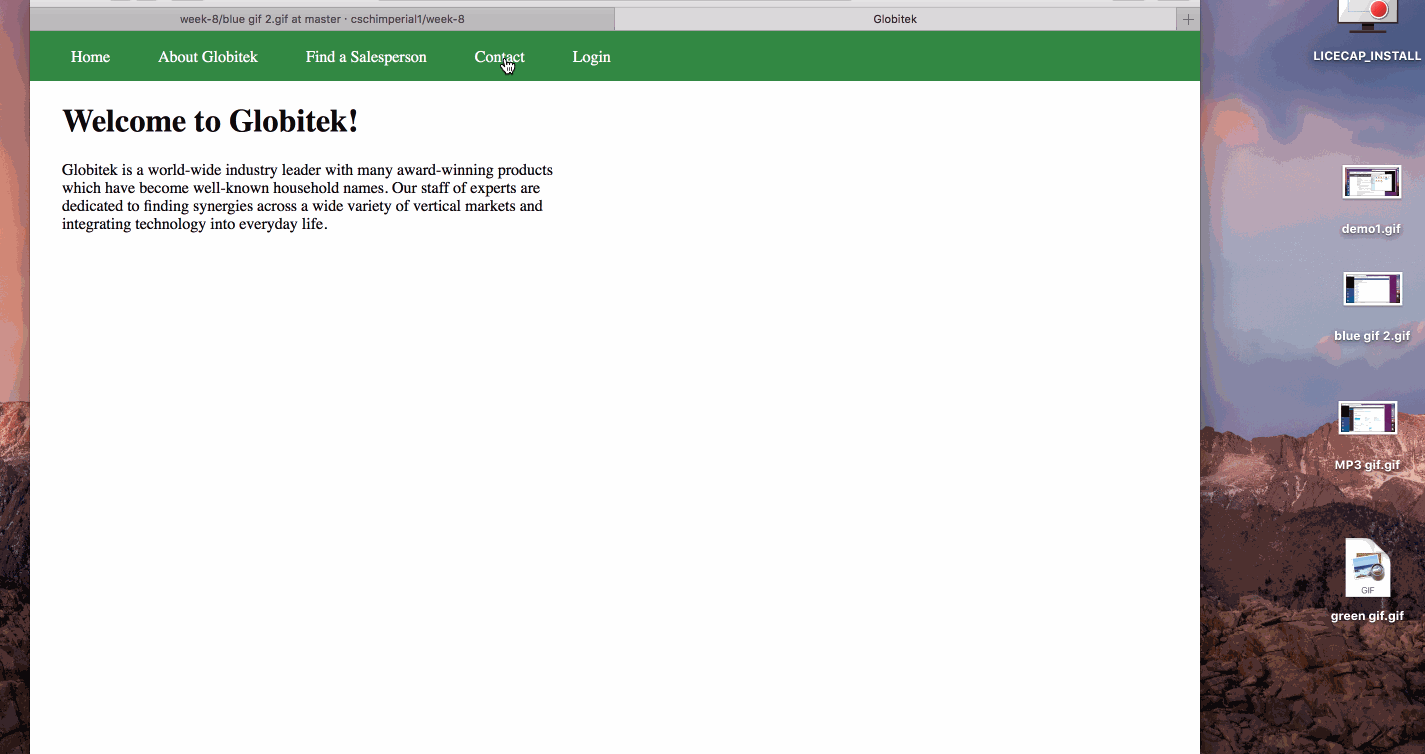 week-8/blue gif 2.gif at master · cschimperial1/week-8
Globitek
Home
About Globitek
Find a Salesperson
Contact
Login
Welcome to Globitek!
Globitek is a world-wide industry leader with many award-winning products
which have become well-known household names. Our staff of experts are
dedicated to finding synergies across a wide variety of vertical markets and
integrating technology into everyday life.
LICECAP_INSTALL
demo1.gif
blue gif 2.gif
MP3 gif.gif
GIF
green gif.gif